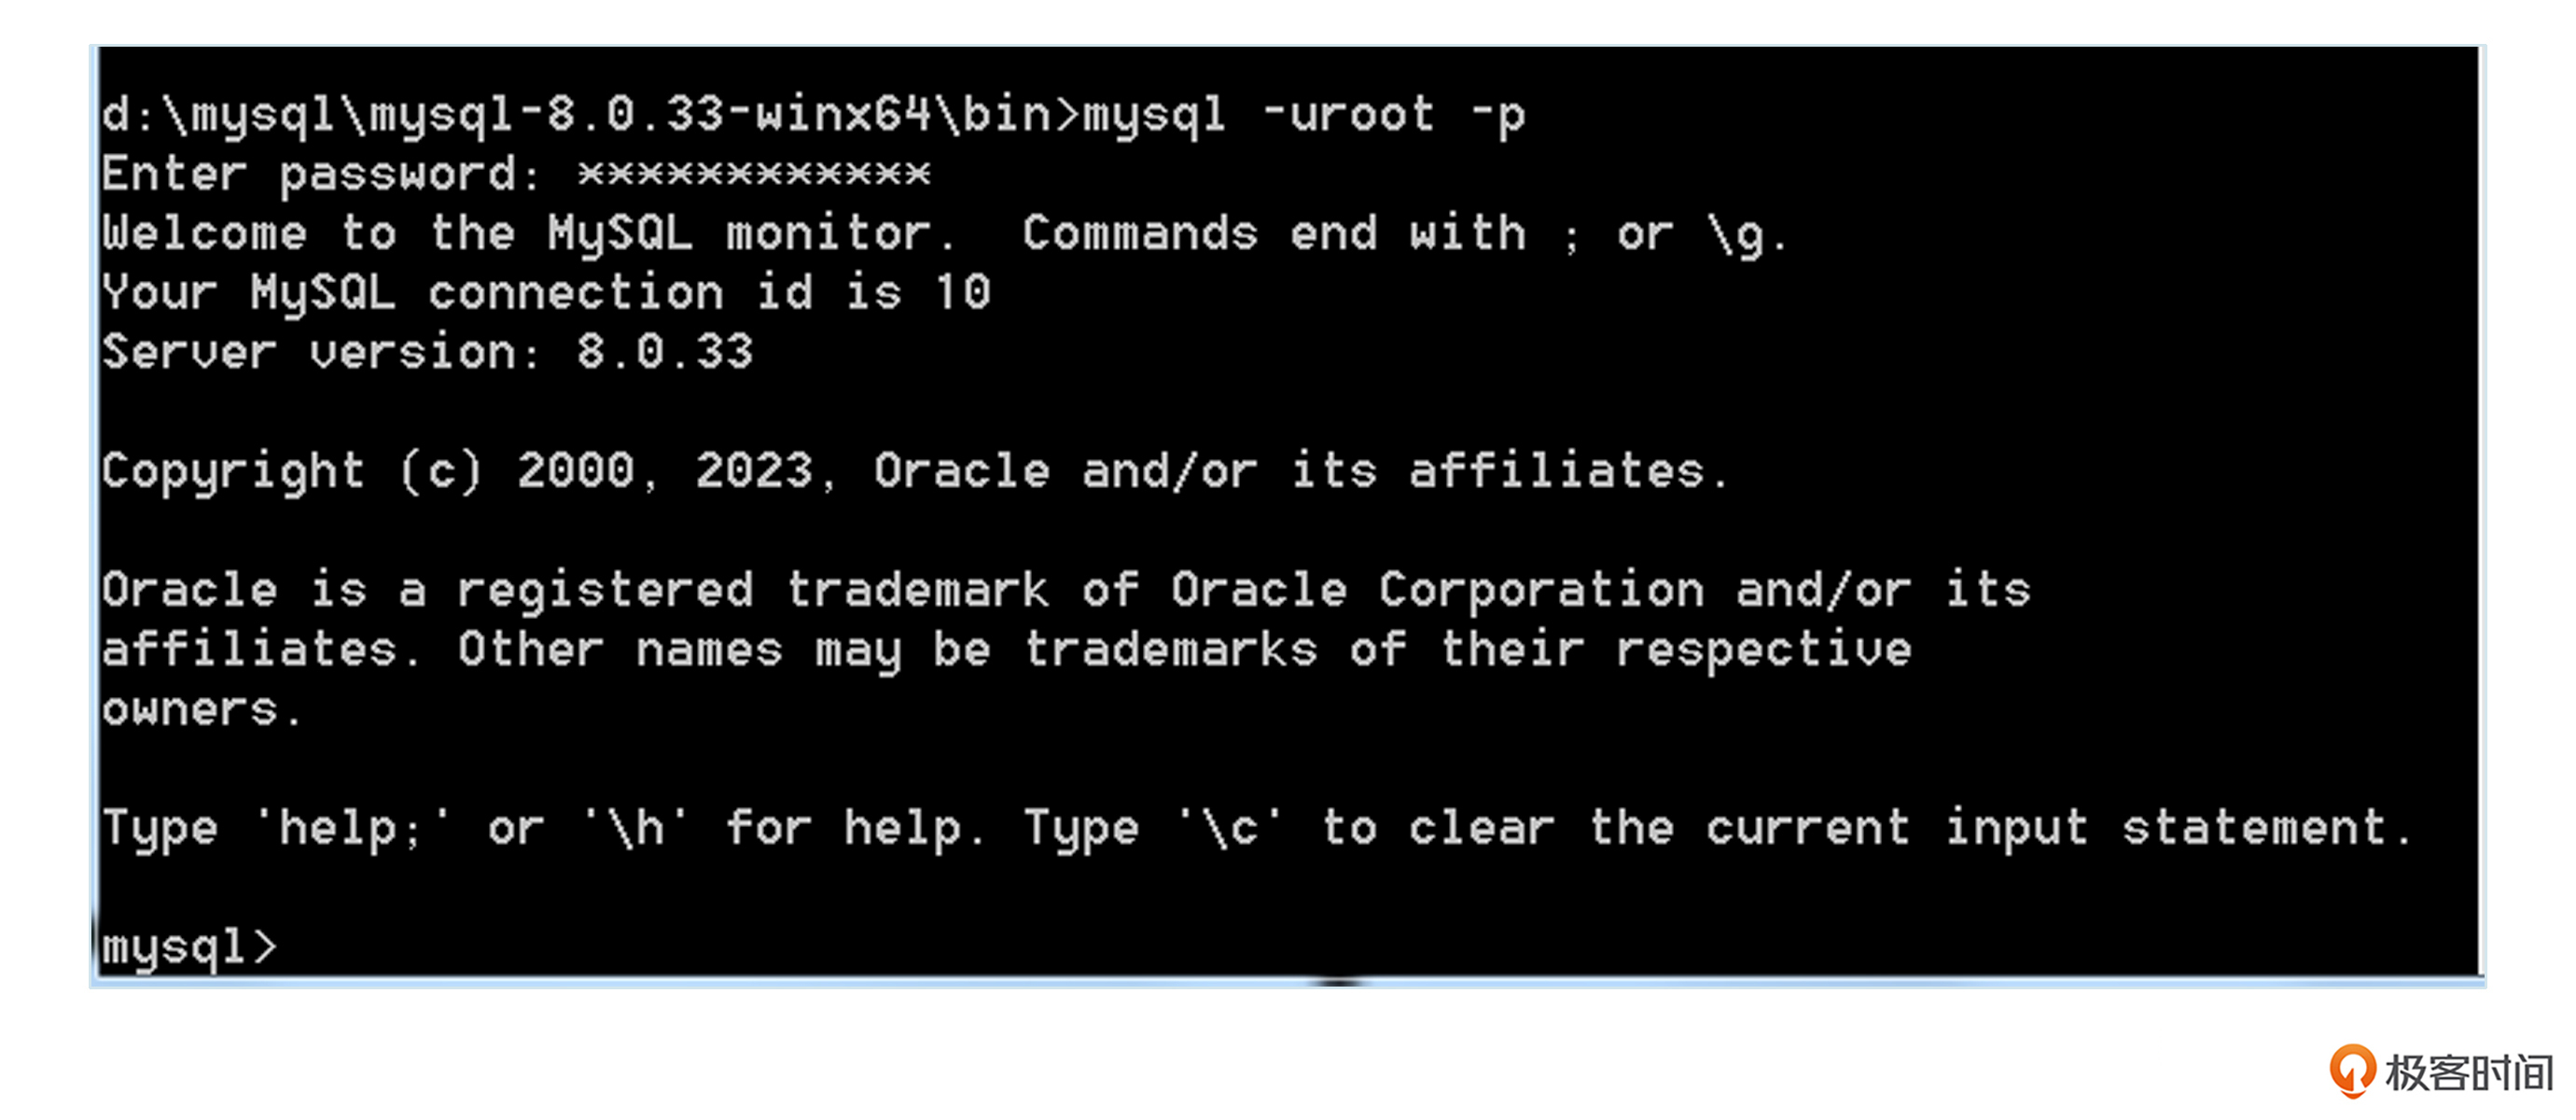 d:\mysql\mysql-8.0.33-winx64\bin>mysql -uroot -p
Enter password: ************
Welcome to the MySQL monitor.  Commands end with ; or \g.
Your MySQL connection id is 10
Server version: 8.0.33
Copyright (c) 2000, 2023, Oracle and/or its affiliates.
Oracle is a registered trademark of Oracle Corporation and/or its
affiliates. Other names may be trademarks of their respective
owners.
Type 'help;' or '\h' for help. Type '\c' to clear the current input statement.
mysql>
极客时间